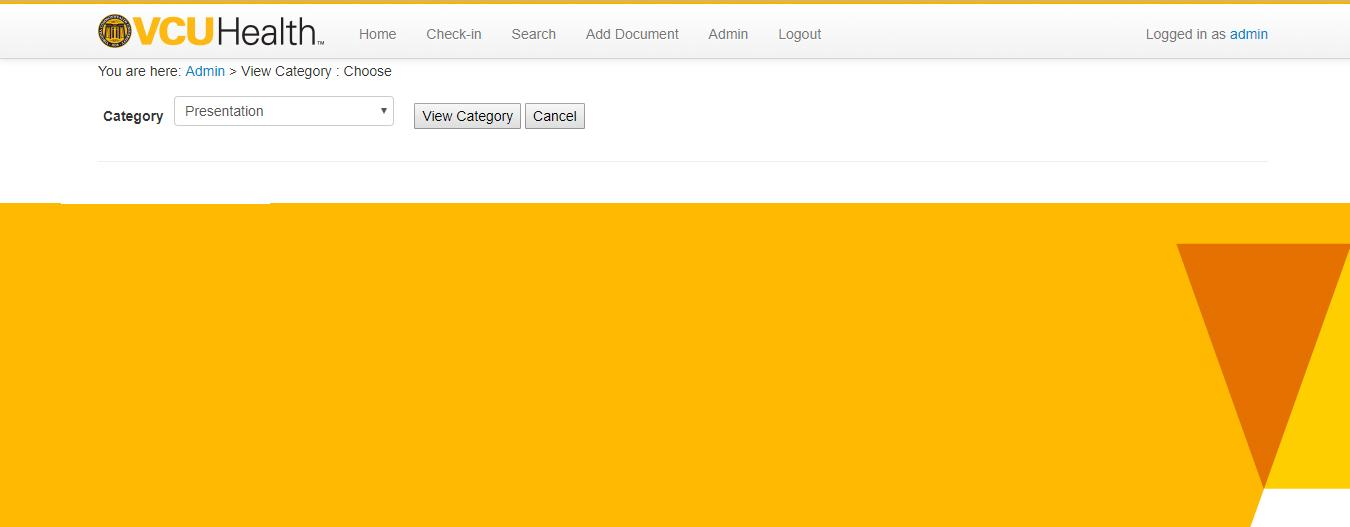 VCUHealth™ Home Check-in Search Add Document Admin Logout Logged in as admin
You are here: Admin > View Category : Choose
Category Presentation View Category Cancel